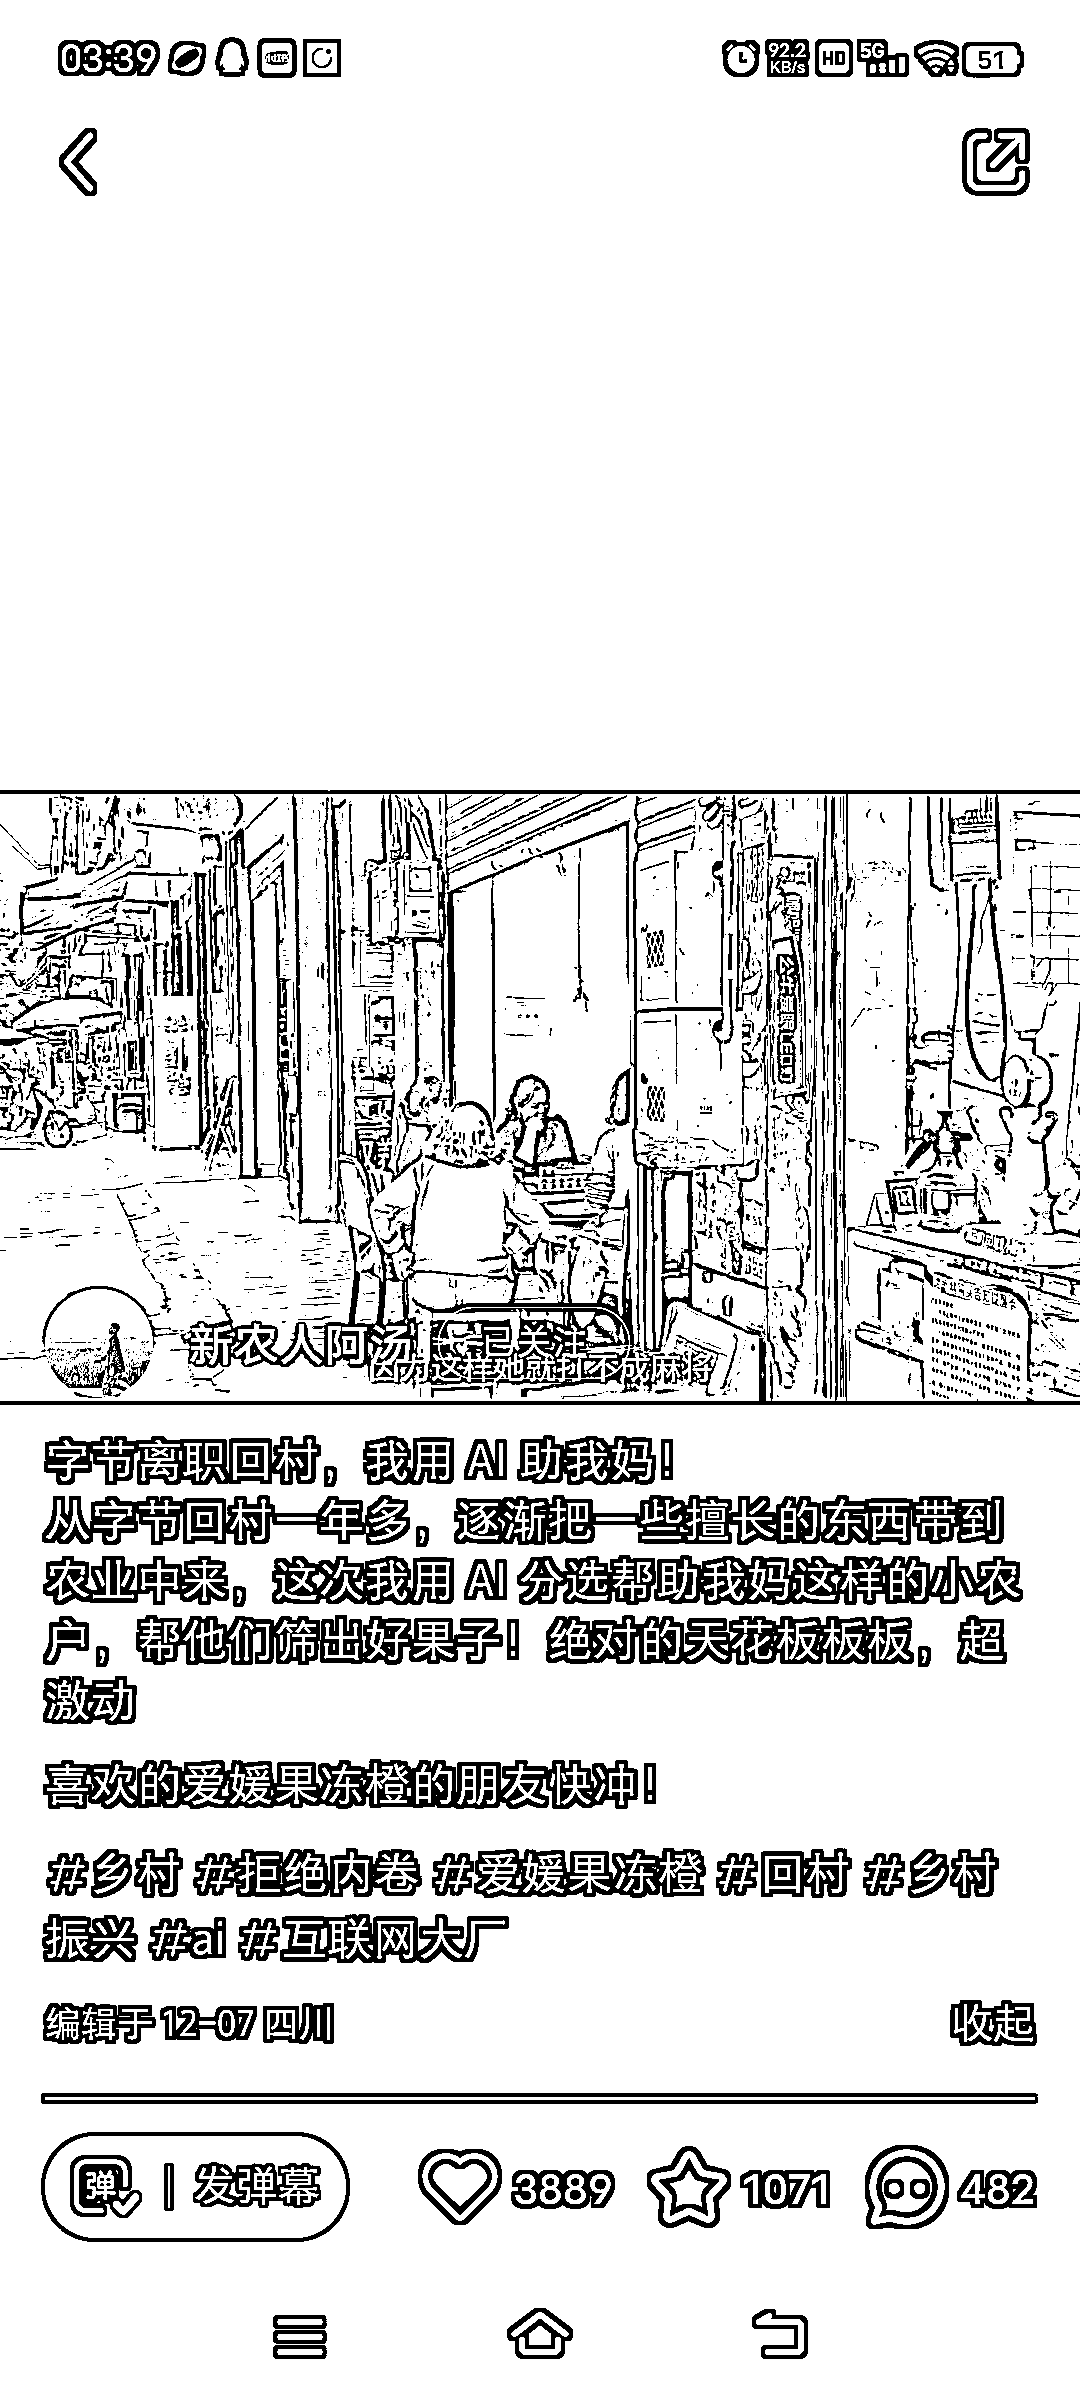 03:39
92.2 KB/s HD 5G 51
新农人阿汤 已关注
因为这样她就打不成麻将
字节离职回村，我用 AI 助我妈！
从字节回村一年多，逐渐把一些擅长的东西带到
农业中来，这次我用 AI 分选帮助我妈这样的小农
户，帮他们筛出好果子！绝对的天花板板板，超
激动
喜欢的爱媛果冻橙的朋友快冲！
#乡村 #拒绝内卷 #爱媛果冻橙 #回村 #乡村
振兴 #ai #互联网大厂
编辑于 12-07 四川 收起
弹 | 发弹幕 3889 1071 482